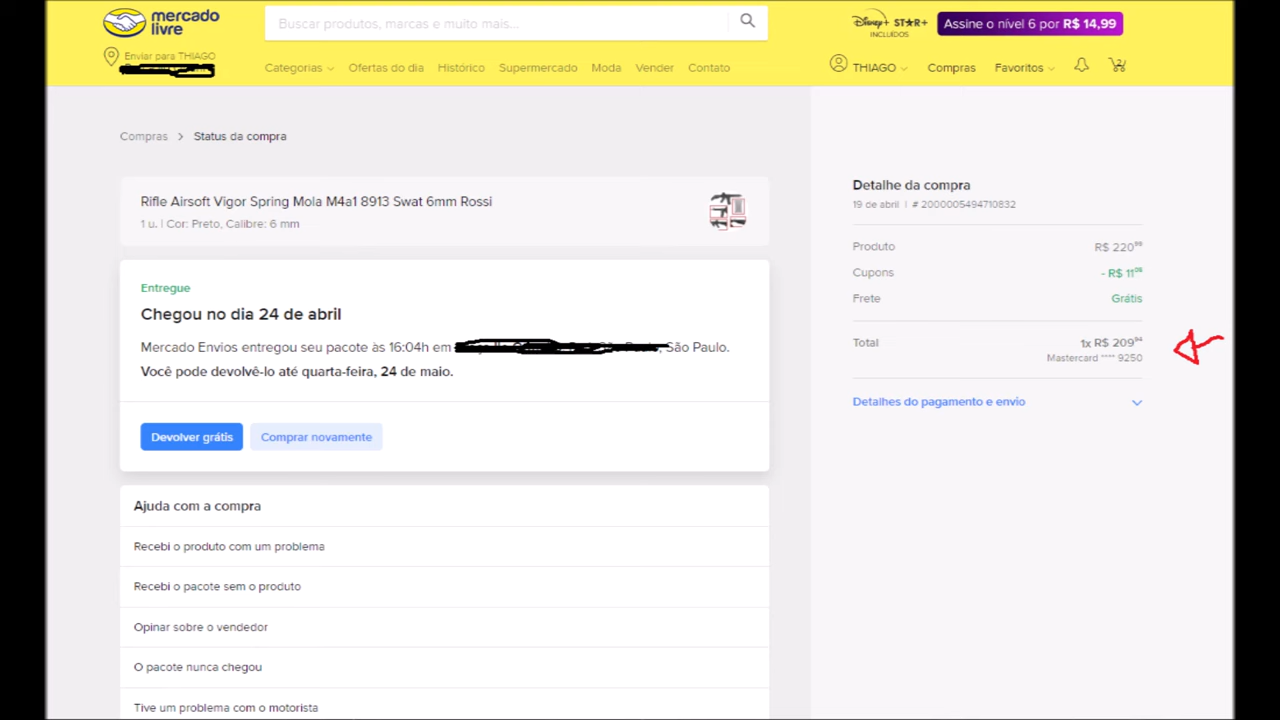 mercado
livre
Buscar produtos, marcas e muito mais...
Disney+ ST★R+
INCLUÍDOS
Assine o nível 6 por R$ 14,99
Enviar para THIAGO
Categorias
Ofertas do dia
Histórico
Supermercado
Moda
Vender
Contato
THIAGO
Compras
Favoritos
2
Compras > Status da compra
Rifle Airsoft Vigor Spring Mola M4a1 8913 Swat 6mm Rossi
1 u. | Cor: Preto, Calibre: 6 mm
Entregue
Chegou no dia 24 de abril
Mercado Envios entregou seu pacote às 16:04h em , São Paulo.
Você pode devolvê-lo até quarta-feira, 24 de maio.
Devolver grátis
Comprar novamente
Ajuda com a compra
Recebi o produto com um problema
Recebi o pacote sem o produto
Opinar sobre o vendedor
O pacote nunca chegou
Tive um problema com o motorista
Detalhe da compra
19 de abril | # 2000005494710832
Produto R$ 220
Cupons - R$ 11
Frete Grátis
Total 1x R$ 209⁹⁴
Mastercard **** 9250
Detalhes do pagamento e envio